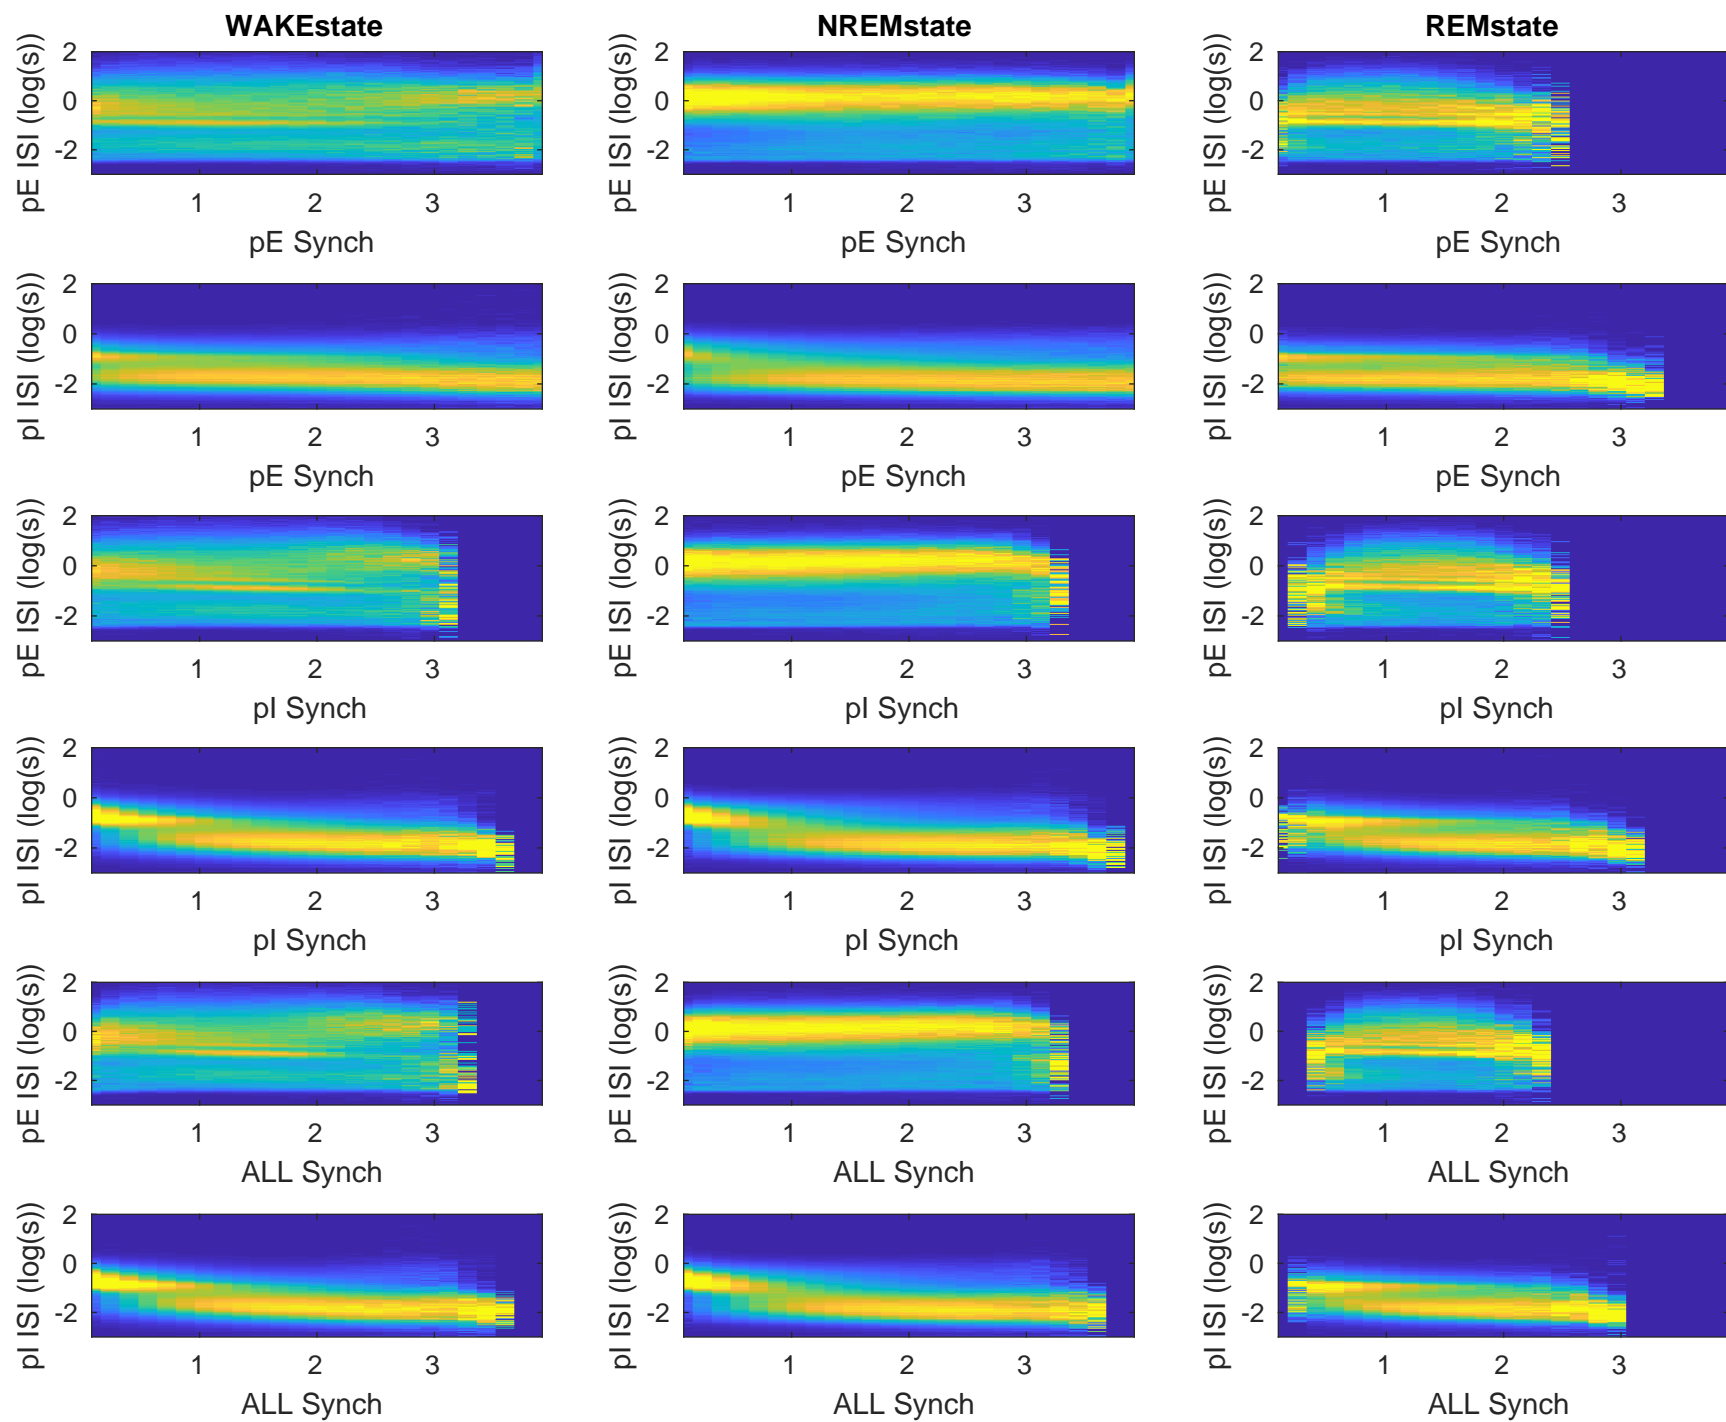 WAKEstate NREMstate REMstate
pE ISI (log(s)) 2 0 -2 pE ISI (log(s)) 2 0 -2 pE ISI (log(s)) 2 0 -2
1 2 3 1 2 3 1 2 3
pE Synch pE Synch pE Synch
pI ISI (log(s)) 2 0 -2 pI ISI (log(s)) 2 0 -2 pI ISI (log(s)) 2 0 -2
1 2 3 1 2 3 1 2 3
pE Synch pE Synch pE Synch
pE ISI (log(s)) 2 0 -2 pE ISI (log(s)) 2 0 -2 pE ISI (log(s)) 2 0 -2
1 2 3 1 2 3 1 2 3
pI Synch pI Synch pI Synch
pI ISI (log(s)) 2 0 -2 pI ISI (log(s)) 2 0 -2 pI ISI (log(s)) 2 0 -2
1 2 3 1 2 3 1 2 3
pI Synch pI Synch pI Synch
pE ISI (log(s)) 2 0 -2 pE ISI (log(s)) 2 0 -2 pE ISI (log(s)) 2 0 -2
1 2 3 1 2 3 1 2 3
ALL Synch ALL Synch ALL Synch
pI ISI (log(s)) 2 0 -2 pI ISI (log(s)) 2 0 -2 pI ISI (log(s)) 2 0 -2
1 2 3 1 2 3 1 2 3
ALL Synch ALL Synch ALL Synch